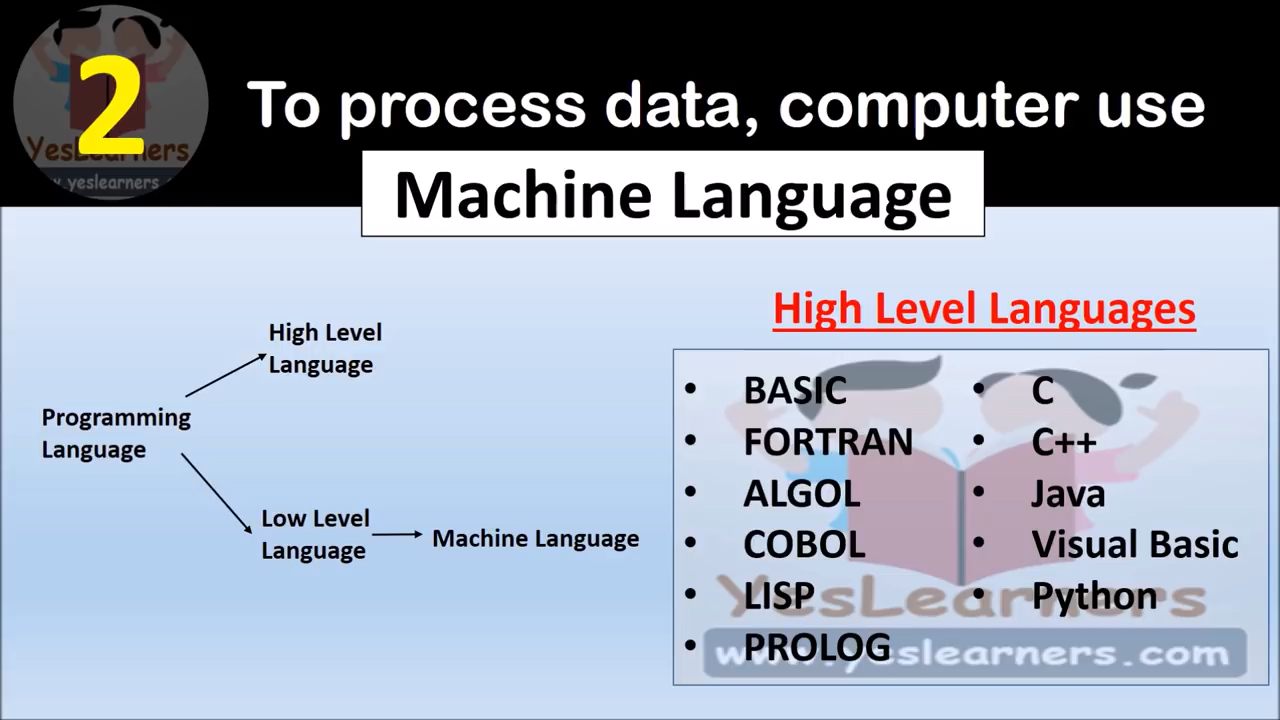 2
YesLearners
www.yeslearners.c
To process data, computer use
Machine Language
High Level
Language
Programming
Language
Low Level
Language
Machine Language
High Level Languages
• BASIC
• FORTRAN
• ALGOL
• COBOL
• LISP
• PROLOG
• C
• C++
• Java
• Visual Basic
• Python
YesLearners
www.yeslearners.com